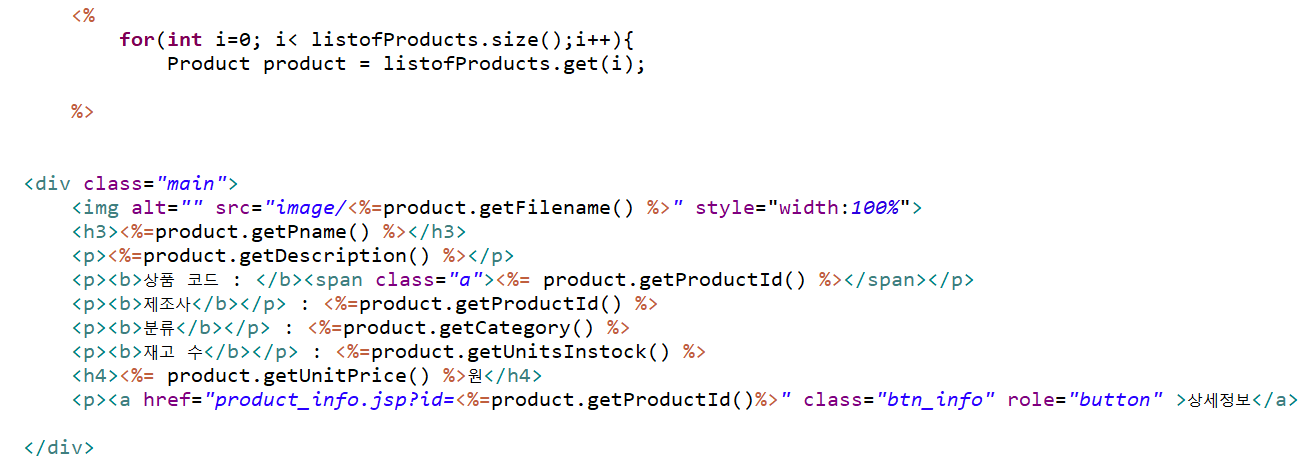 <%
for(int i=0; i< listofProducts.size();i++){
Product product = listofProducts.get(i);
%>
<div class="main">
<img alt="" src="image/<%=product.getFilename() %>" style="width:100%">
<h3><%=product.getPname() %></h3>
<p><%=product.getDescription() %></p>
<p><b>상품 코드 : </b><span class="a"><%= product.getProductId() %></span></p>
<p><b>제조사</b></p> : <%=product.getProductId() %>
<p><b>분류</b></p> : <%=product.getCategory() %>
<p><b>재고 수</b></p> : <%=product.getUnitsInstock() %>
<h4><%= product.getUnitPrice() %>원</h4>
<p><a href="product_info.jsp?id=<%=product.getProductId()%>" class="btn_info" role="button" >상세정보</a>
</div>